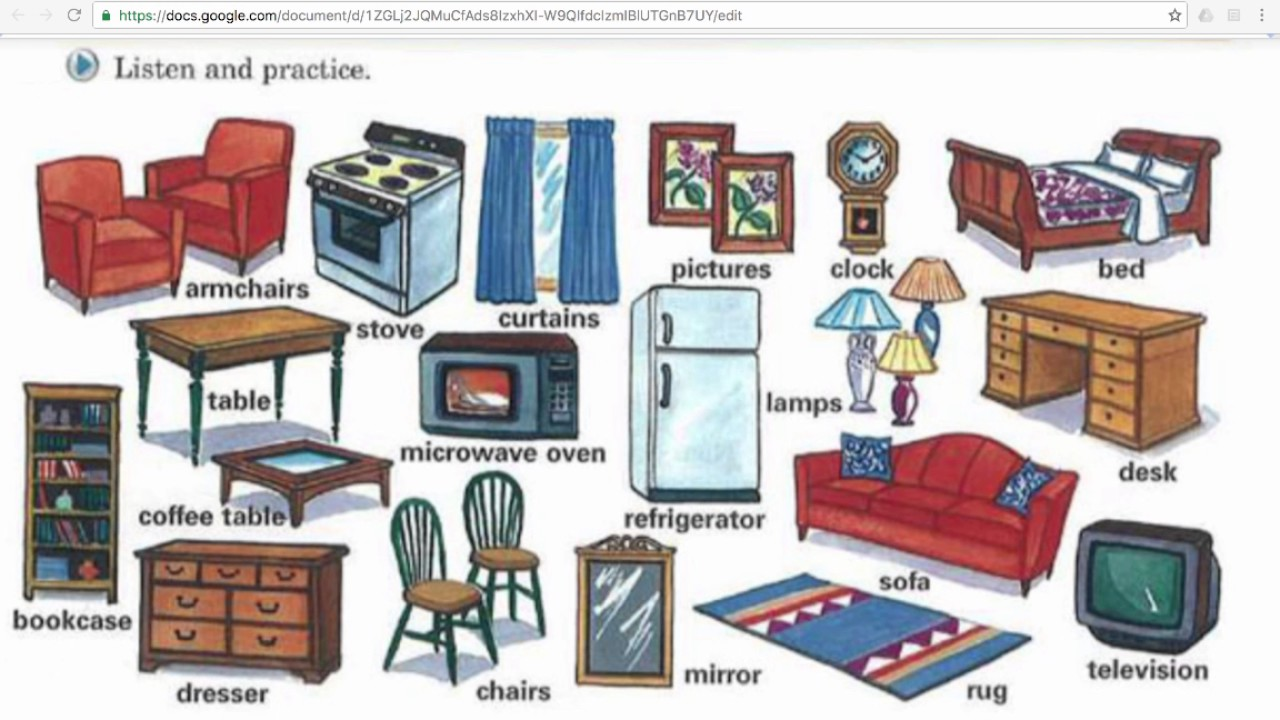 https://docs.google.com/document/d/1ZGLj2JQMuCfAds8IzxhXI-W9QIfdcIzmIBIUTGnB7UY/edit
Listen and practice.
armchairs
stove
curtains
pictures
clock
bed
table
microwave oven
refrigerator
lamps
desk
coffee table
sofa
bookcase
dresser
chairs
mirror
rug
television